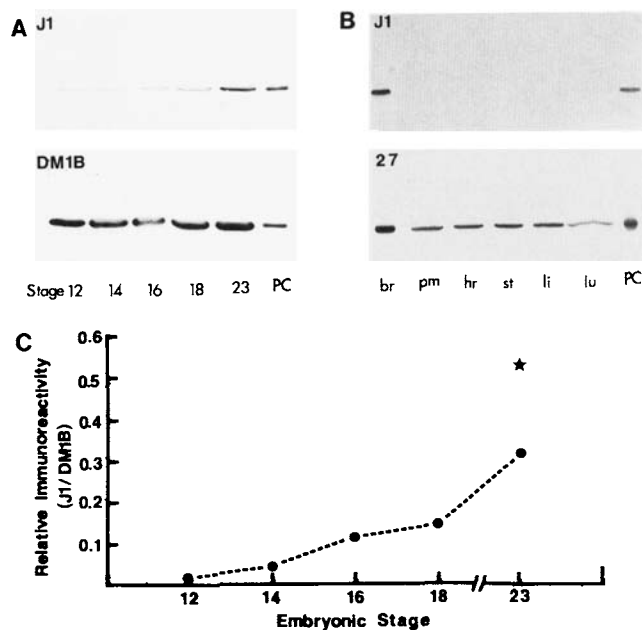 A
J1
DM1B
Stage 12 14 16 18 23 PC
B
J1
27
br pm hr st li lu PC
C
Relative Immunoreactivity
(J1/DM1B)
0.6
0.5
0.4
0.3
0.2
0.1
12 14 16 18 23
Embryonic Stage